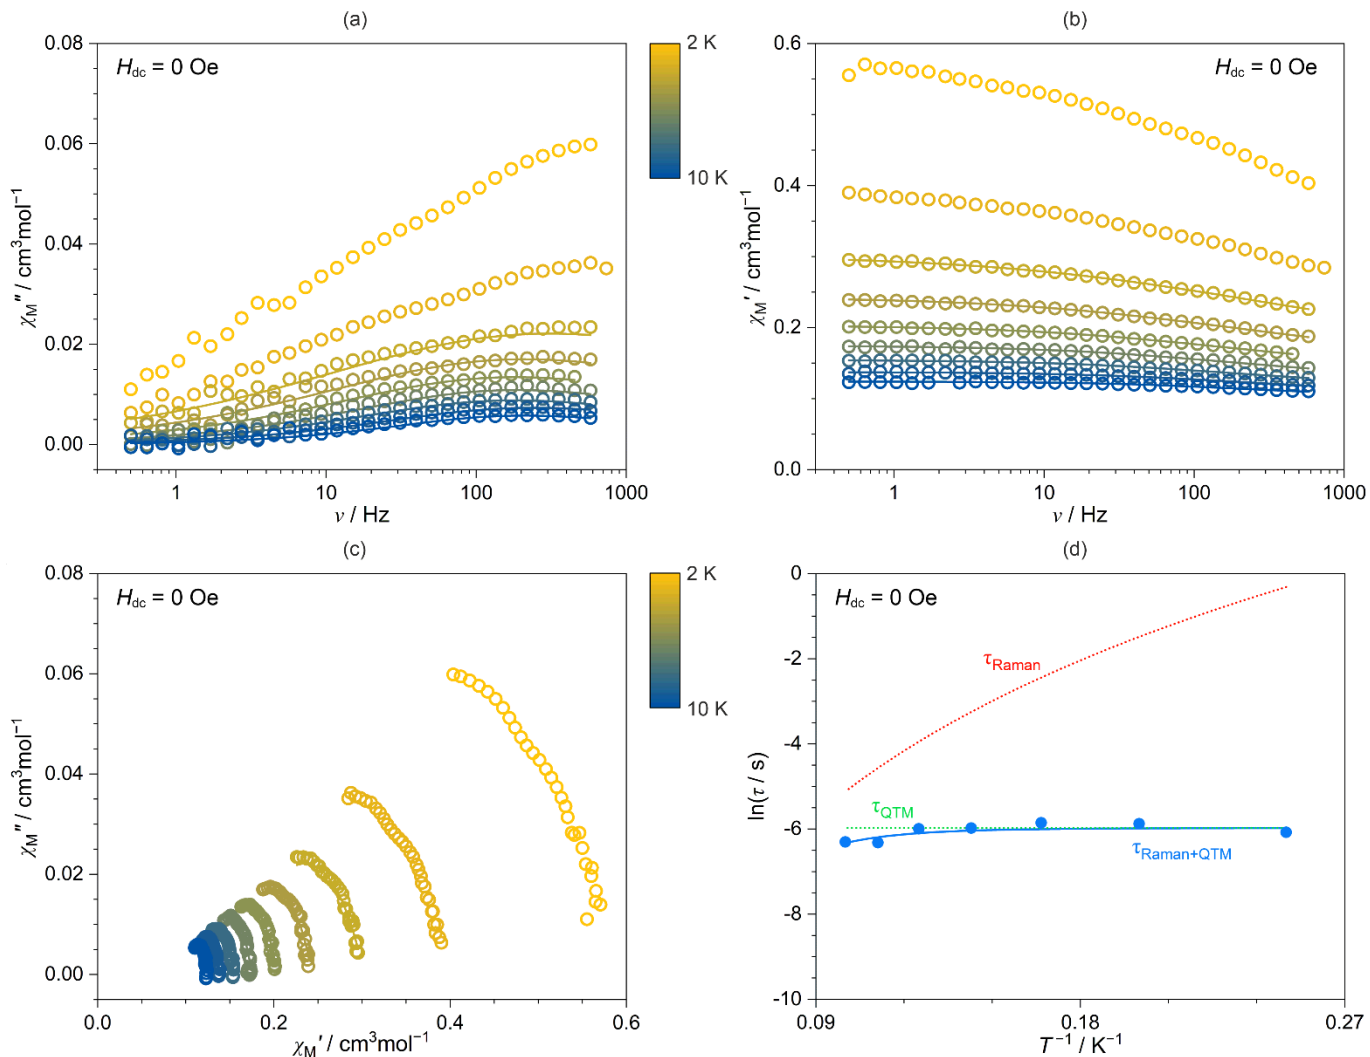 (a)
(b)
0.08
0.06
0.04
0.02
0.00
χM″ / cm³mol⁻¹
Hdc = 0 Oe
1
10
100
1000
ν / Hz
2 K
10 K
0.6
0.4
0.2
0.0
χM′ / cm³mol⁻¹
Hdc = 0 Oe
1
10
100
1000
ν / Hz
(c)
(d)
0.08
0.06
0.04
0.02
0.00
χM″ / cm³mol⁻¹
Hdc = 0 Oe
0.0
0.2
0.4
0.6
χM′ / cm³mol⁻¹
2 K
10 K
0
-2
-4
-6
-8
-10
ln(τ / s)
Hdc = 0 Oe
τRaman
τQTM
τRaman+QTM
0.09
0.18
0.27
T⁻¹ / K⁻¹